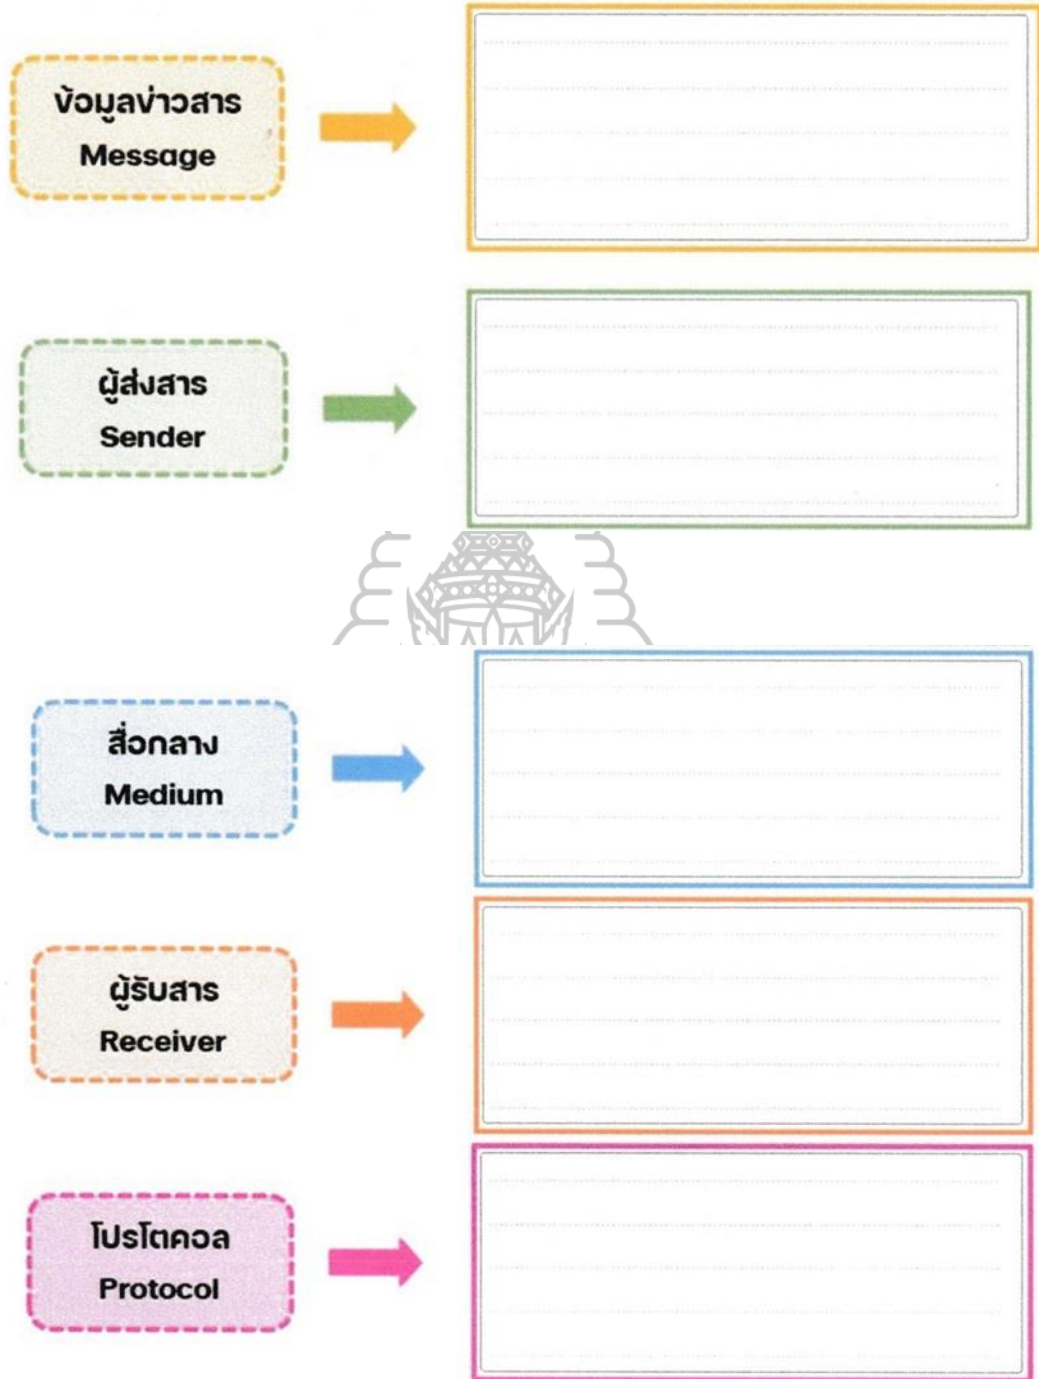 ข้อมูลข่าวสาร
Message
ผู้ส่งสาร
Sender
สื่อกลาง
Medium
ผู้รับสาร
Receiver
โปรโตคอล
Protocol